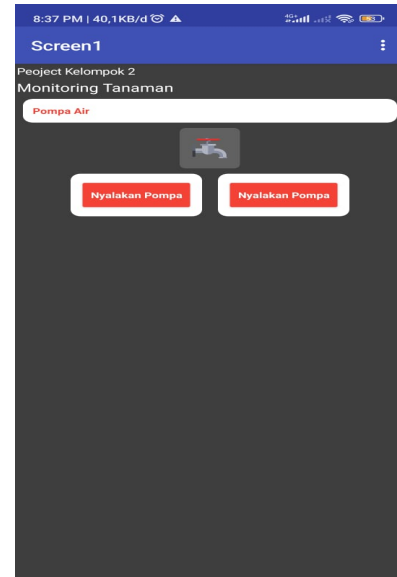 8:37 PM | 40,1KB/d
Screen1
Peoject Kelompok 2
Monitoring Tanaman
Pompa Air
Nyalakan Pompa Nyalakan Pompa